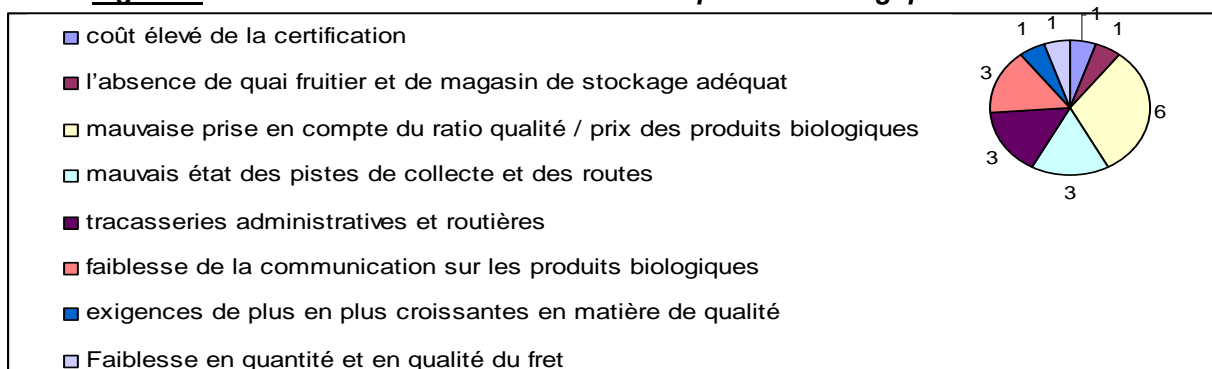 coût élevé de la certification
l'absence de quai fruitier et de magasin de stockage adéquat
mauvaise prise en compte du ratio qualité / prix des produits biologiques
mauvais état des pistes de collecte et des routes
tracasseries administratives et routières
faiblesse de la communication sur les produits biologiques
exigences de plus en plus croissantes en matière de qualité
Faiblesse en quantité et en qualité du fret
1
1
6
3
3
3
1
1